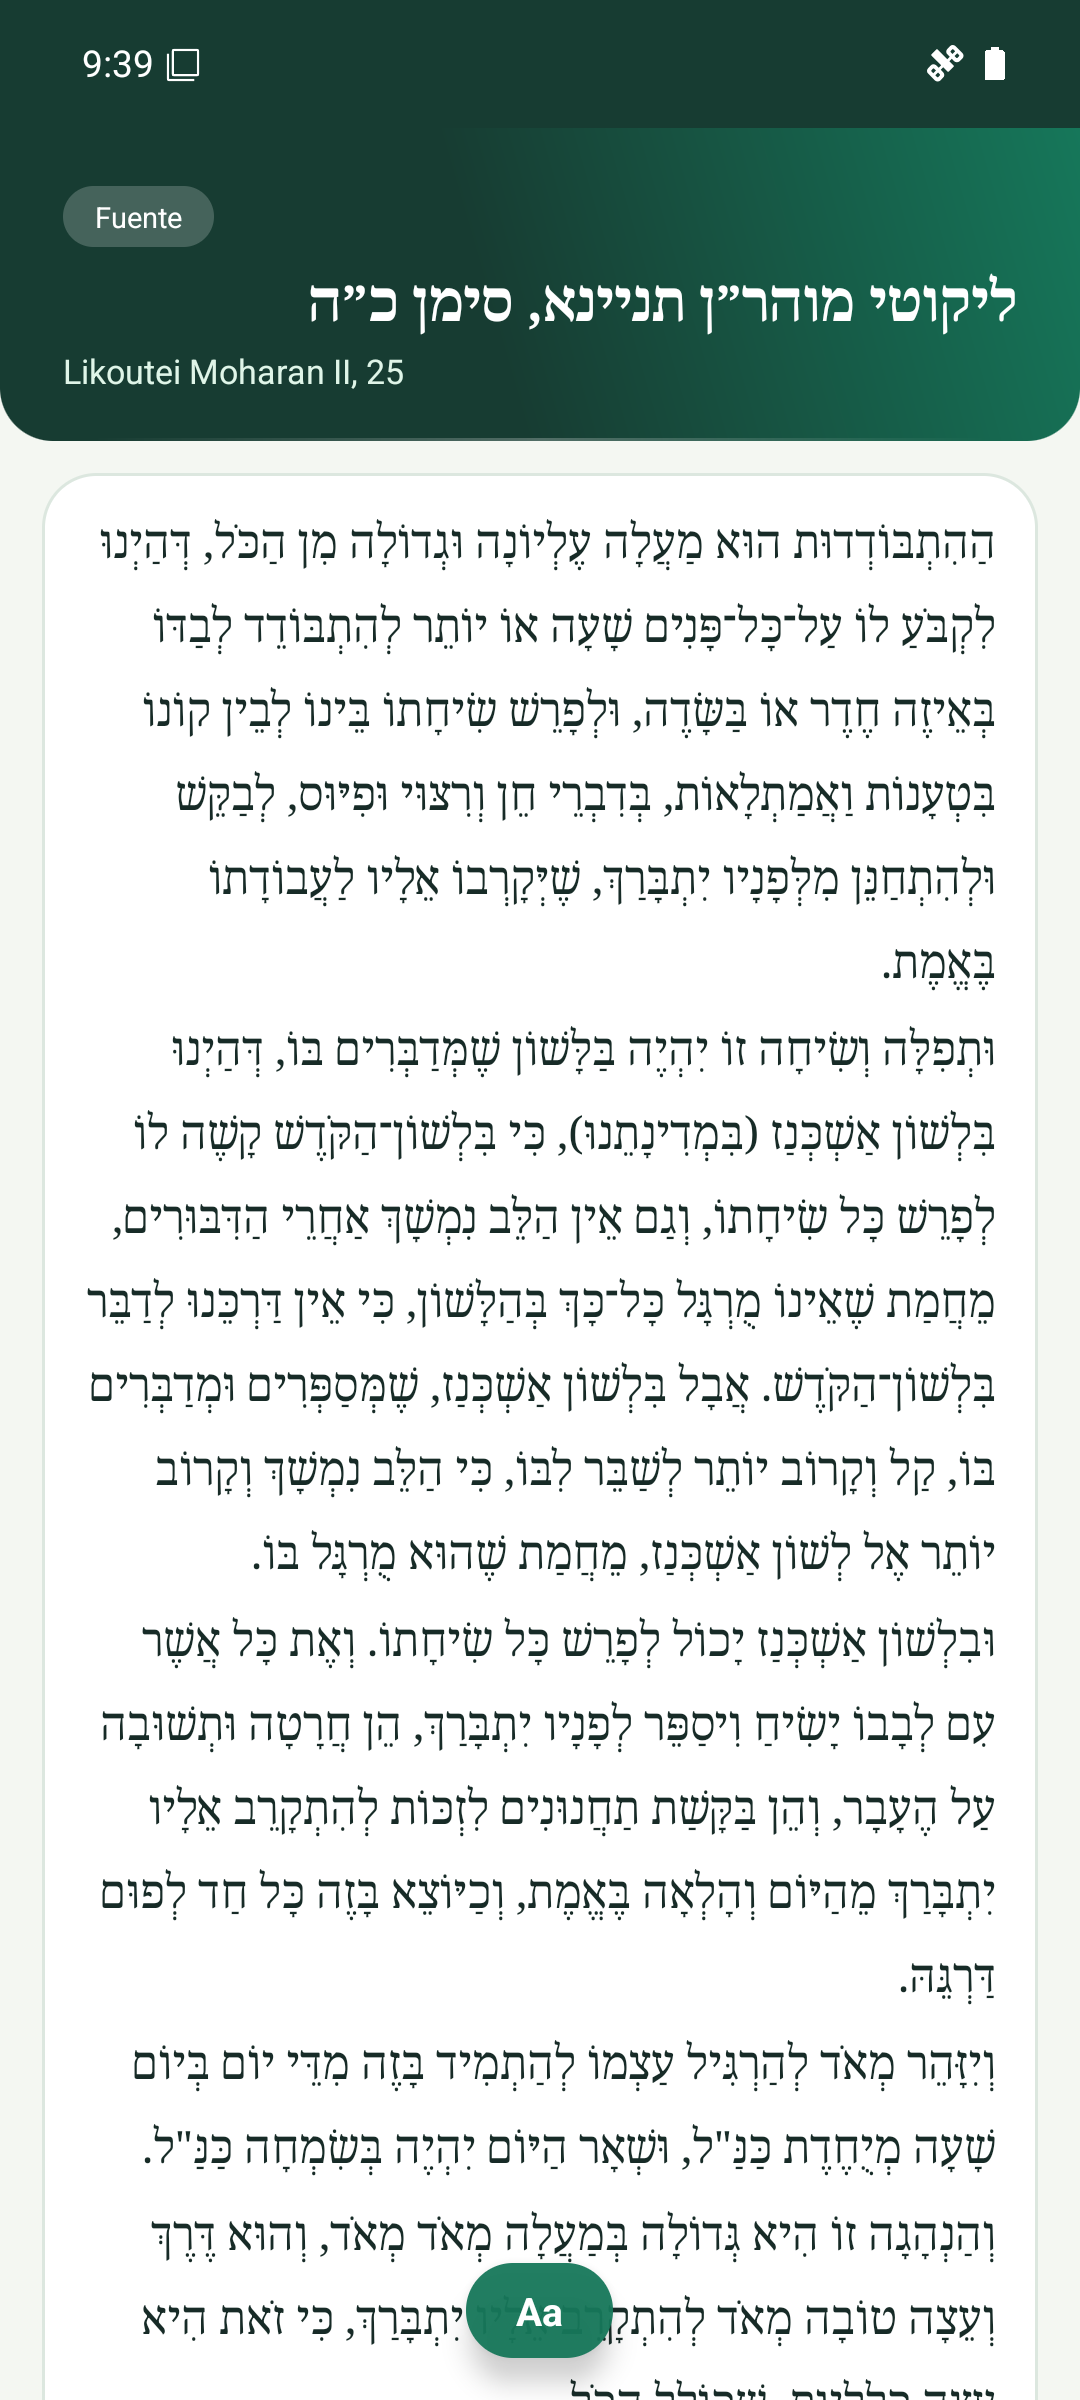 9:39
Fuente
ליקוטי מוהר״ן תניינא, סימן כ״ה
Likoutei Moharan II, 25
הַהִתְבּוֹדְדוּת הוּא מַעֲלָה עֶלְיוֹנָה וּגְדוֹלָה מִן הַכֹּל, דְּהַיְנוּ
לִקְבֹּעַ לוֹ עַל־כָּל־פָּנִים שָׁעָה אוֹ יוֹתֵר לְהִתְבּוֹדֵד לְבַדּוֹ
בְּאֵיזֶה חֶדֶר אוֹ בַּשָּׂדֶה, וּלְפָרֵשׁ שִׂיחָתוֹ בֵּינוֹ לְבֵין קוֹנוֹ
בִּטְעָנוֹת וַאֲמַתְלָאוֹת, בְּדִבְרֵי חֵן וְרִצּוּי וּפִיּוּס, לְבַקֵּשׁ
וּלְהִתְחַנֵּן מִלְּפָנָיו יִתְבָּרַךְ, שֶׁיְּקָרְבוֹ אֵלָיו לַעֲבוֹדָתוֹ
בֶּאֱמֶת.
וּתְפִלָּה וְשִׂיחָה זוֹ יִהְיֶה בַּלָּשׁוֹן שֶׁמְּדַבְּרִים בּוֹ, דְּהַיְנוּ
בִּלְשׁוֹן אַשְׁכְּנַז (בִּמְדִינָתֵנוּ), כִּי בִּלְשׁוֹן־הַקֹּדֶשׁ קָשֶׁה לוֹ
לְפָרֵשׁ כָּל שִׂיחָתוֹ, וְגַם אֵין הַלֵּב נִמְשָׁךְ אַחֲרֵי הַדִּבּוּרִים,
מֵחֲמַת שֶׁאֵינוֹ מֻרְגָּל כָּל־כָּךְ בְּהַלָּשׁוֹן, כִּי אֵין דַּרְכֵּנוּ לְדַבֵּר
בִּלְשׁוֹן־הַקֹּדֶשׁ. אֲבָל בִּלְשׁוֹן אַשְׁכְּנַז, שֶׁמְּסַפְּרִים וּמְדַבְּרִים
בּוֹ, קַל וְקָרוֹב יוֹתֵר לְשַׁבֵּר לִבּוֹ, כִּי הַלֵּב נִמְשָׁךְ וְקָרוֹב
יוֹתֵר אֶל לְשׁוֹן אַשְׁכְּנַז, מֵחֲמַת שֶׁהוּא מֻרְגָּל בּוֹ.
וּבִלְשׁוֹן אַשְׁכְּנַז יָכוֹל לְפָרֵשׁ כָּל שִׂיחָתוֹ. וְאֶת כָּל אֲשֶׁר
עִם לְבָבוֹ יָשִׂיחַ וִיסַפֵּר לְפָנָיו יִתְבָּרַךְ, הֵן חֲרָטָה וּתְשׁוּבָה
עַל הֶעָבָר, וְהֵן בַּקָּשַׁת תַּחֲנוּנִים לִזְכּוֹת לְהִתְקָרֵב אֵלָיו
יִתְבָּרַךְ מֵהַיּוֹם וְהָלְאָה בֶּאֱמֶת, וְכַיּוֹצֵא בָּזֶה כָּל חַד לְפוּם
דַּרְגֵּהּ.
וְיִזָּהֵר מְאֹד לְהַרְגִּיל עַצְמוֹ לְהַתְמִיד בָּזֶה מִדֵּי יוֹם בְּיוֹם
שָׁעָה מְיֻחֶדֶת כַּנַּ"ל, וּשְׁאָר הַיּוֹם יִהְיֶה בְּשִׂמְחָה כַּנַּ"ל.
וְהַנְהָגָה זוֹ הִיא גְּדוֹלָה בְּמַעֲלָה מְאֹד מְאֹד, וְהוּא דֶּרֶךְ
וְעֵצָה טוֹבָה מְאֹד לְהִתְקָרֵב אֵלָיו יִתְבָּרַךְ, כִּי זֹאת הִיא
Aa